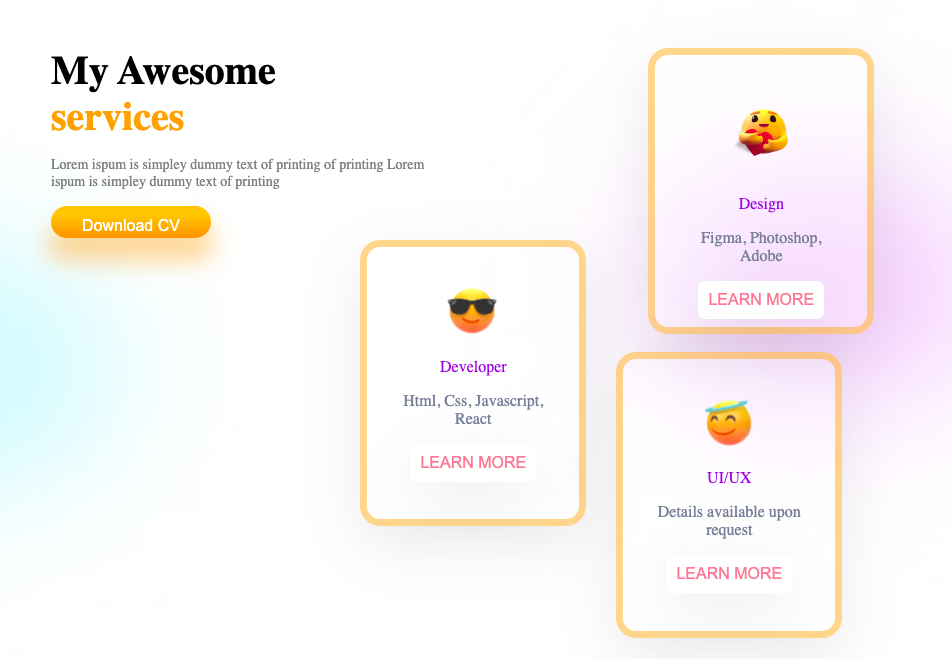 My Awesome
services
Lorem ispum is simpley dummy text of printing of printing Lorem
ispum is simpley dummy text of printing
Download CV
Design
Figma, Photoshop,
Adobe
LEARN MORE
Developer
Html, Css, Javascript,
React
LEARN MORE
UI/UX
Details available upon
request
LEARN MORE